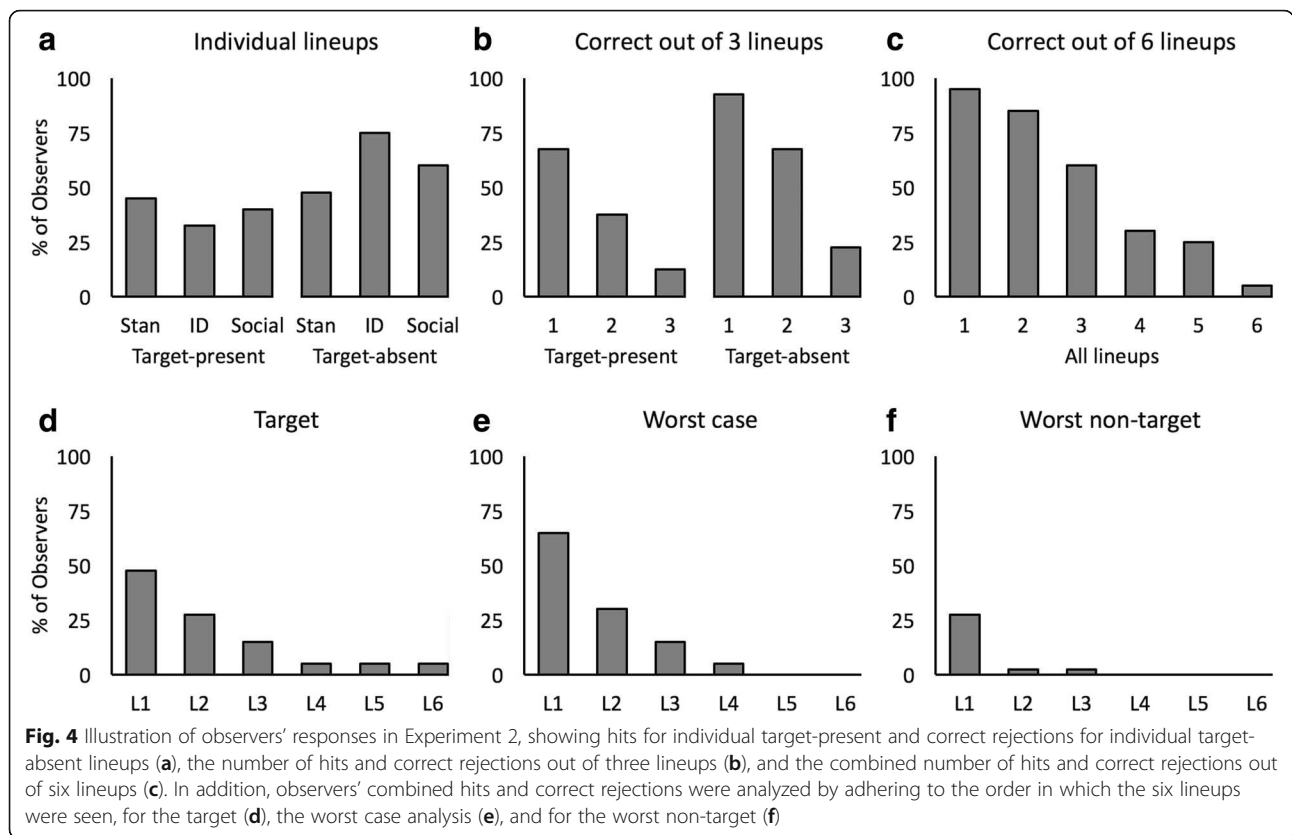 a Individual lineups
b Correct out of 3 lineups
c Correct out of 6 lineups
% of Observers
100
75
50
25
0
Stan ID Social Stan ID Social
Target-present Target-absent
100
75
50
25
0
1 2 3 1 2 3
Target-present Target-absent
100
75
50
25
0
1 2 3 4 5 6
All lineups
d Target
e Worst case
f Worst non-target
% of Observers
100
75
50
25
0
L1 L2 L3 L4 L5 L6
100
75
50
25
0
L1 L2 L3 L4 L5 L6
100
75
50
25
0
L1 L2 L3 L4 L5 L6
Fig. 4 Illustration of observers’ responses in Experiment 2, showing hits for individual target-present and correct rejections for individual target-
absent lineups (a), the number of hits and correct rejections out of three lineups (b), and the combined number of hits and correct rejections out
of six lineups (c). In addition, observers’ combined hits and correct rejections were analyzed by adhering to the order in which the six lineups
were seen, for the target (d), the worst case analysis (e), and for the worst non-target (f)